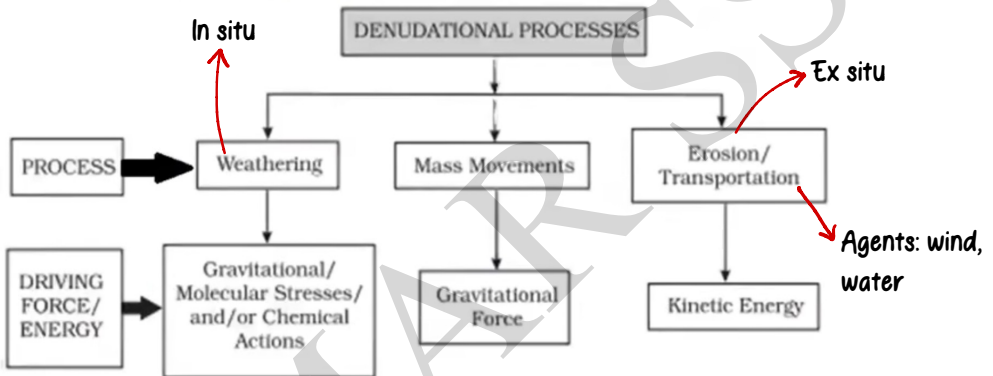 In situ
DENUDATIONAL PROCESSES
Ex situ
PROCESS
Weathering
Mass Movements
Erosion/
Transportation
Agents: wind,
water
DRIVING
FORCE/
ENERGY
Gravitational/
Molecular Stresses/
and/or Chemical
Actions
Gravitational
Force
Kinetic Energy